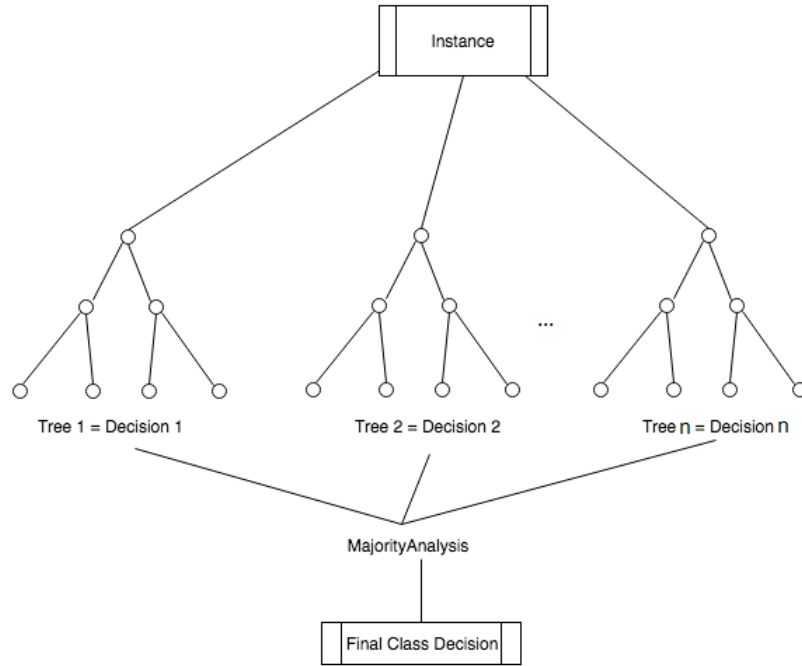 Instance
...
Tree 1 = Decision 1
Tree 2 = Decision 2
Tree n = Decision n
MajorityAnalysis
Final Class Decision